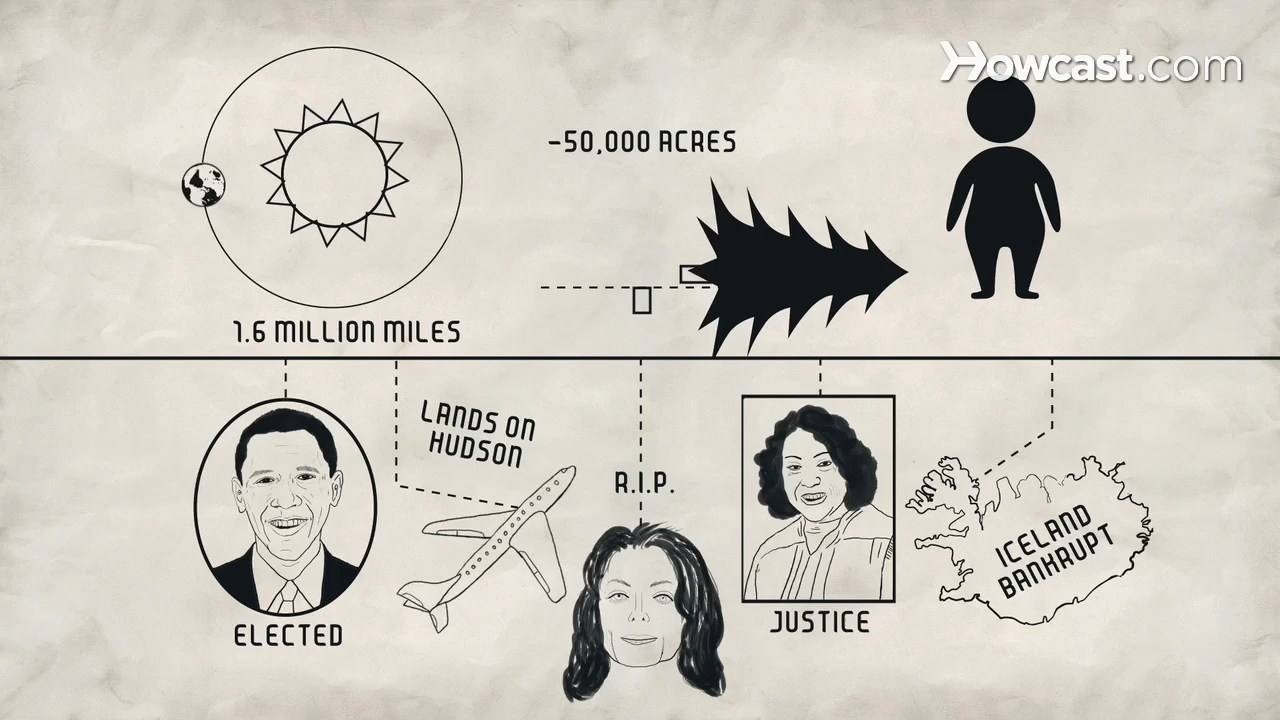 Howcast.com
-50,000 ACRES
1.6 MILLION MILES
LANDS ON
HUDSON
R.I.P.
ICELAND
BANKRUPT
ELECTED
JUSTICE